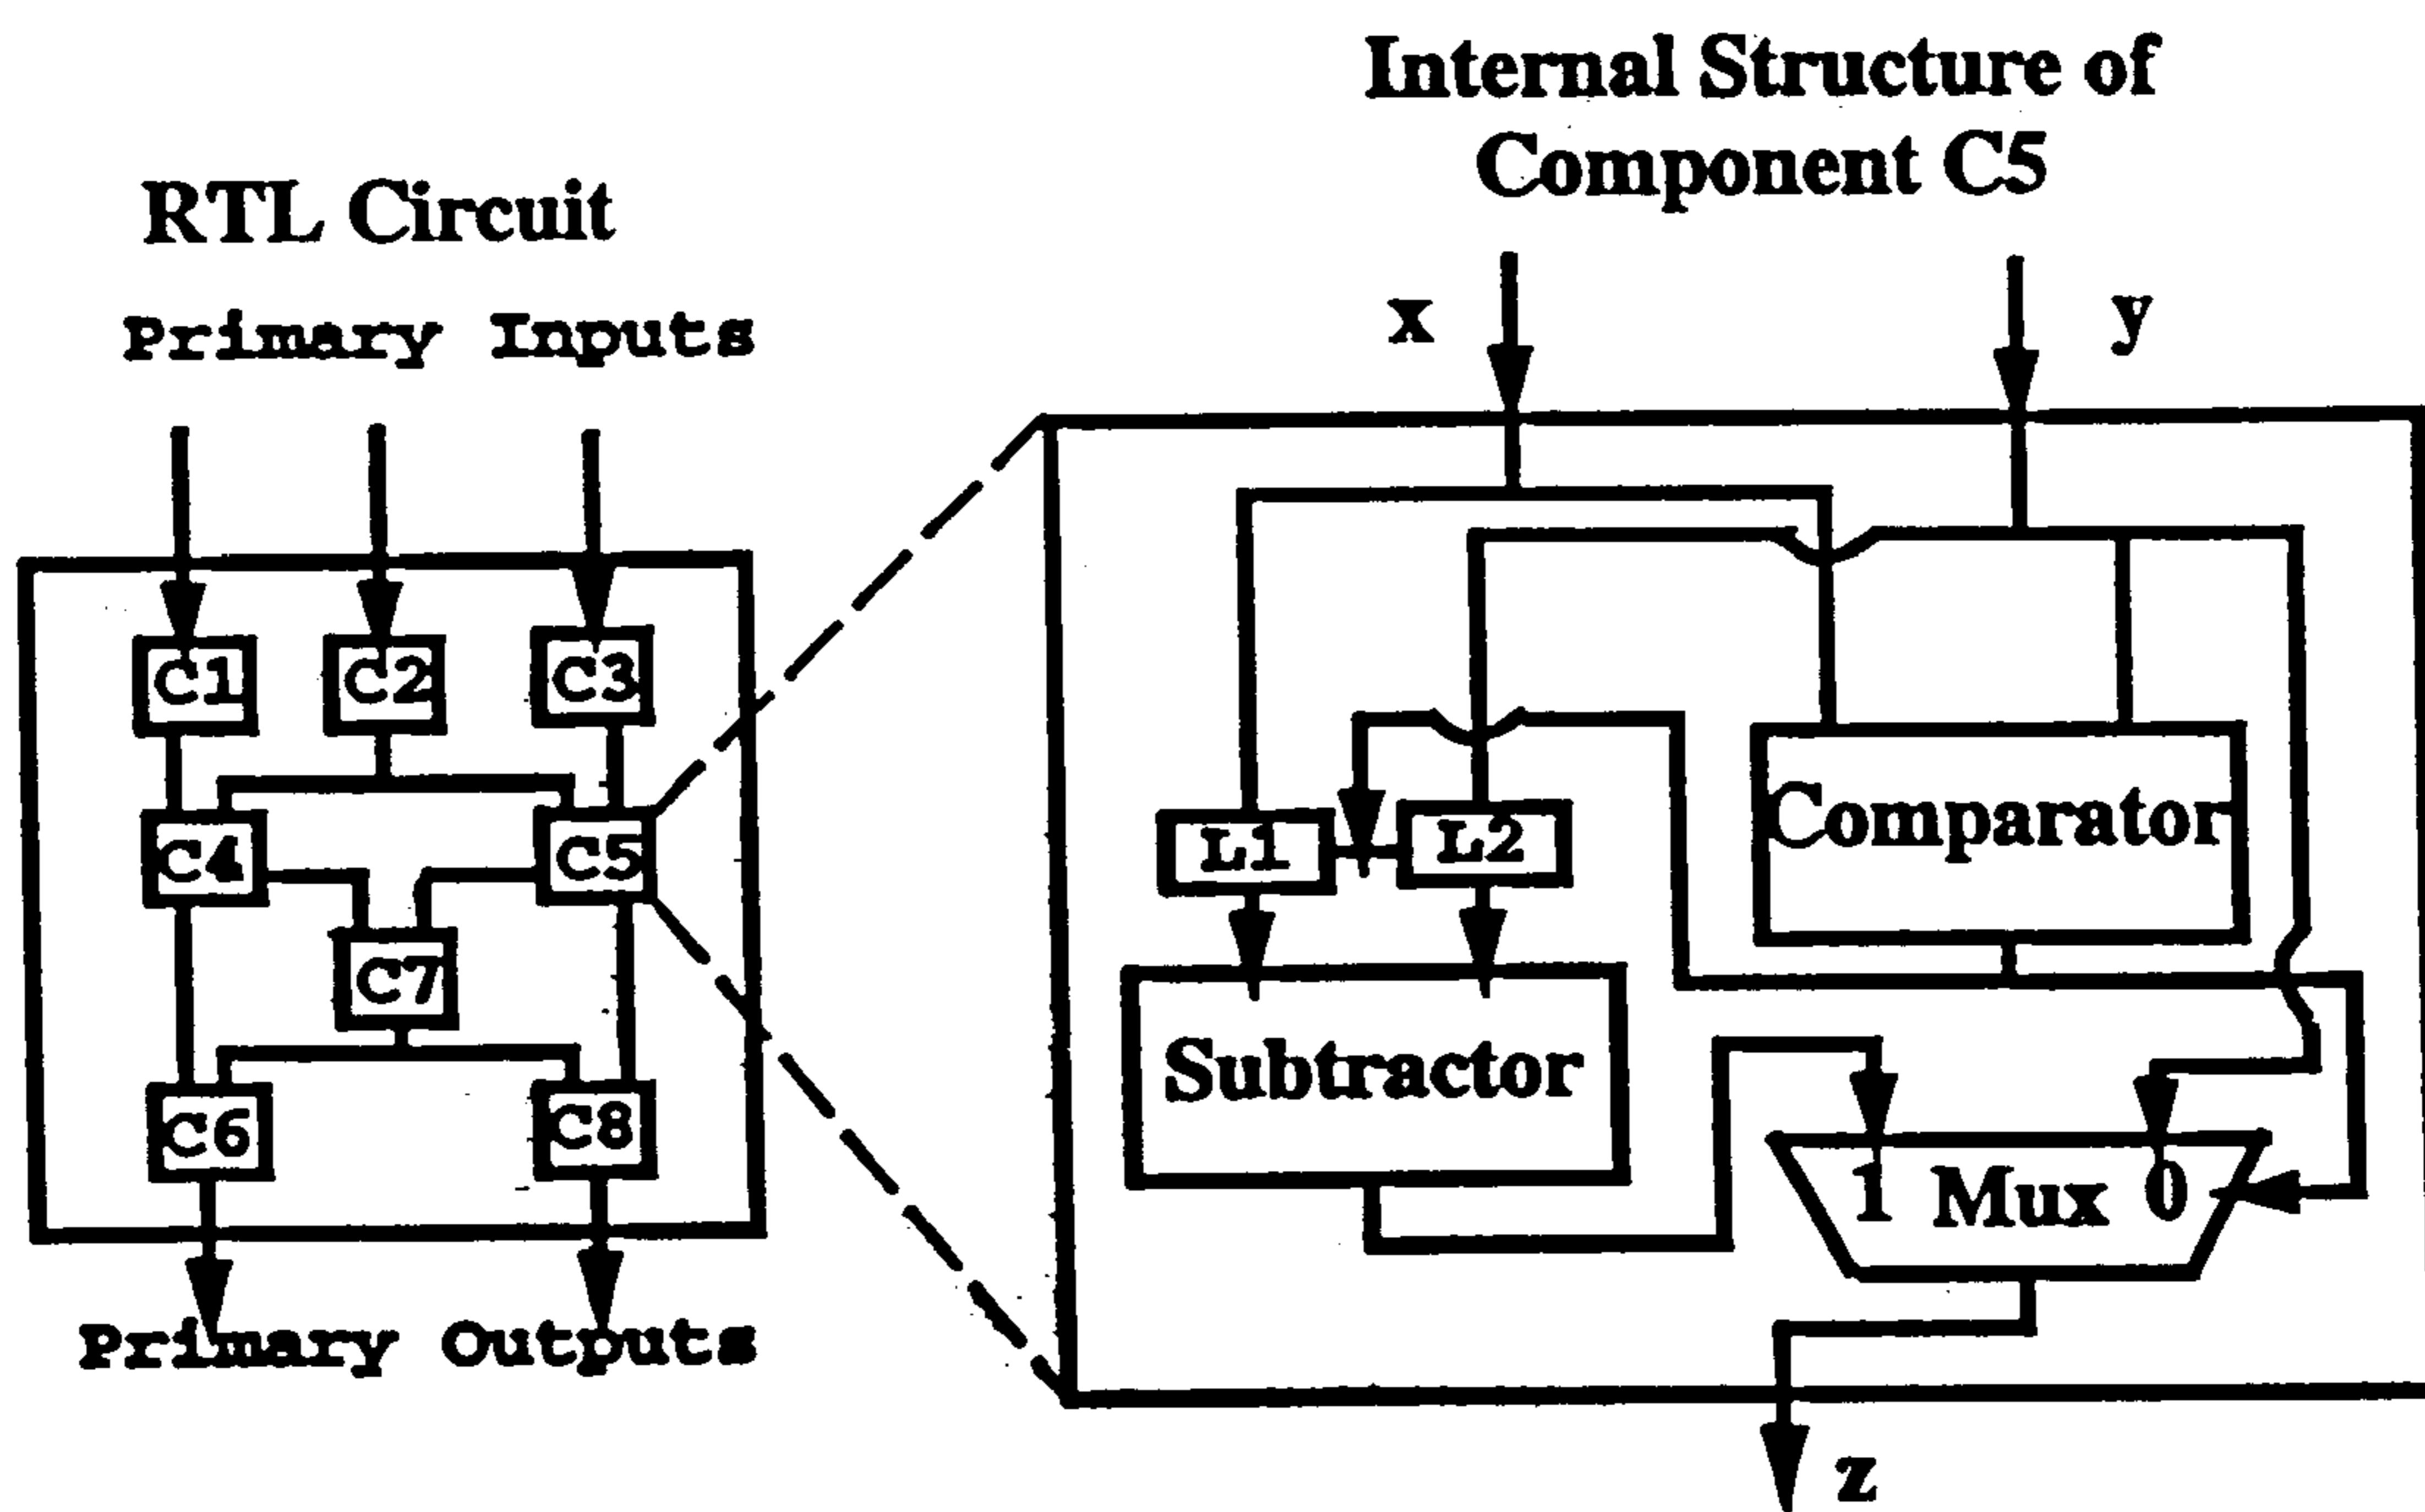 Internal Structure of
Component C5
RTL Circuit
Primary Inputs
x
y
C1 C2 C3
C4 C5
C7
C6 C8
Primary Outputs
L1 L2
Comparator
Subtractor
1 Mux 0
z